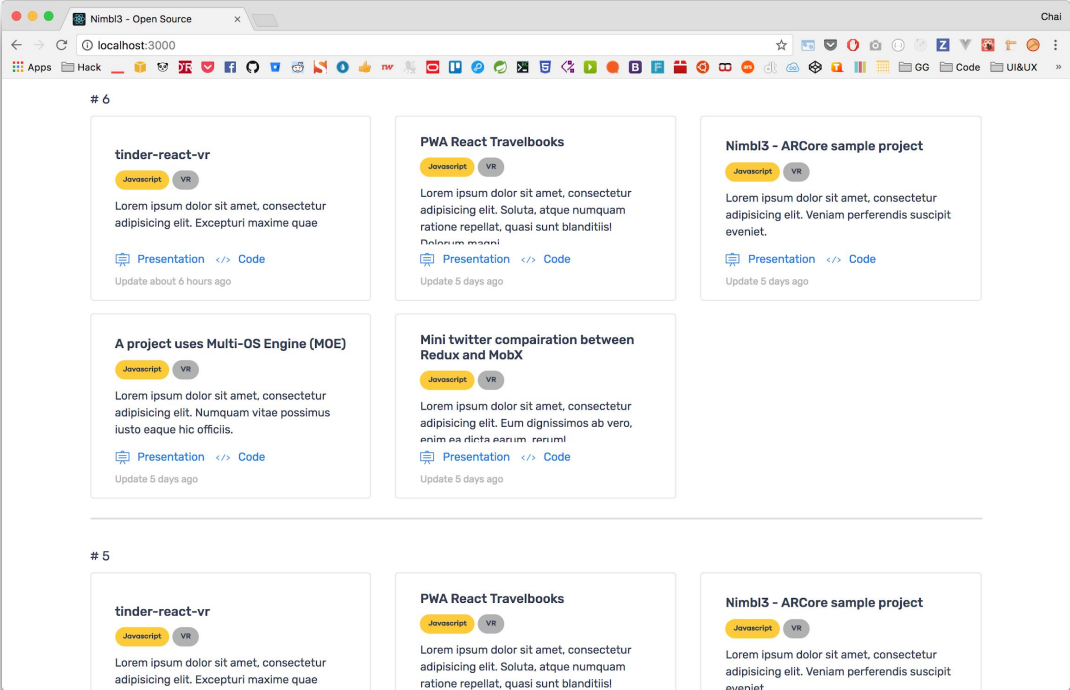 Nimbl3 - Open Source
Chai
localhost:3000
Apps
Hack
GG
Code
UI&UX
# 6
tinder-react-vr
Javascript
VR
Lorem ipsum dolor sit amet, consectetur
adipisicing elit. Excepturi maxime quae
Presentation
Code
Update about 6 hours ago
PWA React Travelbooks
Javascript
VR
Lorem ipsum dolor sit amet, consectetur
adipisicing elit. Soluta, atque numquam
ratione repellat, quasi sunt blanditiis!
Dolorum magni
Presentation
Code
Update 5 days ago
Nimbl3 - ARCore sample project
Javascript
VR
Lorem ipsum dolor sit amet, consectetur
adipisicing elit. Veniam perferendis suscipit
eveniet.
Presentation
Code
Update 5 days ago
A project uses Multi-OS Engine (MOE)
Javascript
VR
Lorem ipsum dolor sit amet, consectetur
adipisicing elit. Numquam vitae possimus
iusto eaque hic officiis.
Presentation
Code
Update 5 days ago
Mini twitter compairation between
Redux and MobX
Javascript
VR
Lorem ipsum dolor sit amet, consectetur
adipisicing elit. Eum dignissimos ab vero,
enim ea dicta earum, rerum!
Presentation
Code
Update 5 days ago
# 5
tinder-react-vr
Javascript
VR
Lorem ipsum dolor sit amet, consectetur
adipisicing elit. Excepturi maxime quae
PWA React Travelbooks
Javascript
VR
Lorem ipsum dolor sit amet, consectetur
adipisicing elit. Soluta, atque numquam
ratione repellat, quasi sunt blanditiis!
Nimbl3 - ARCore sample project
Javascript
VR
Lorem ipsum dolor sit amet, consectetur
adipisicing elit. Veniam perferendis suscipit
eveniet.